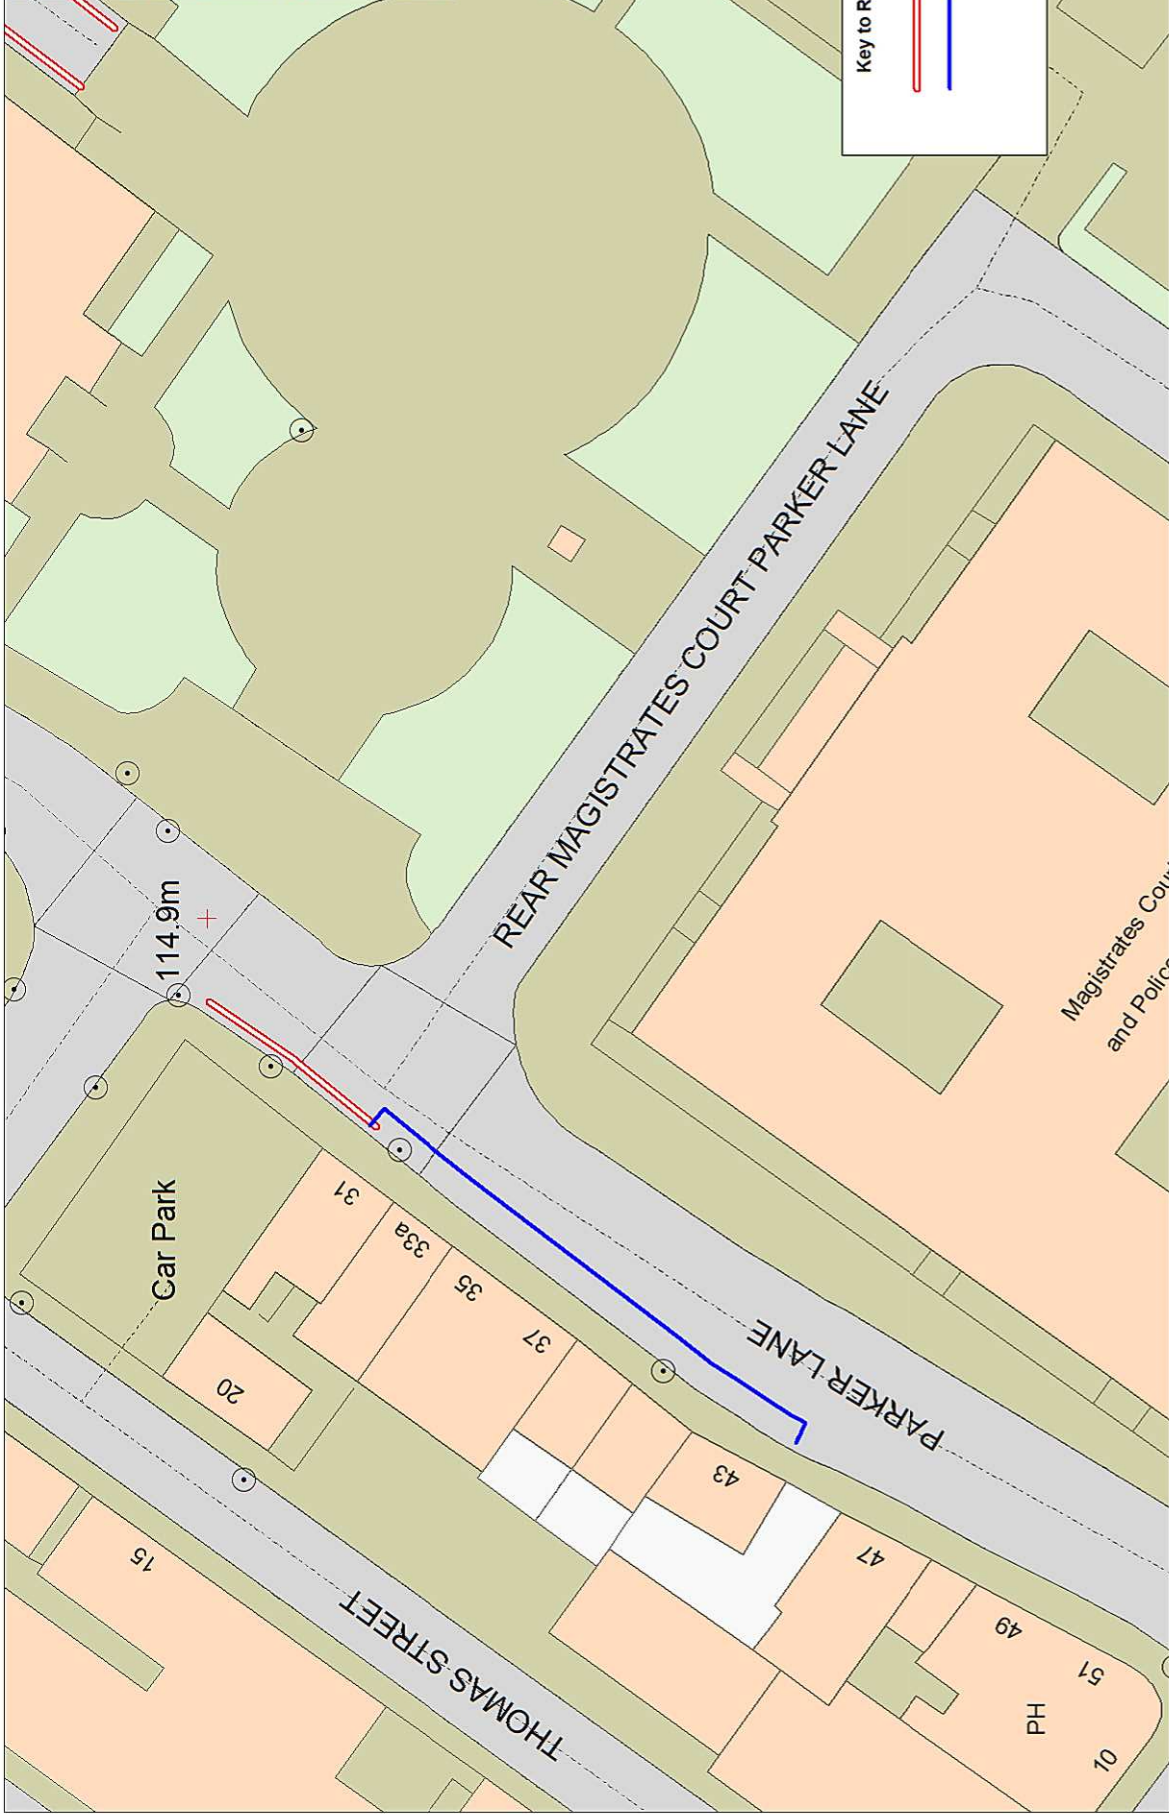 Key to R
REAR MAGISTRATES COURT PARKER LANE
114.9m
Magistrates Cou
and Polic
Car Park
31
33a
35
37
20
PARKER LANE
43
15
47
THOMAS STREET
49
51
PH
10